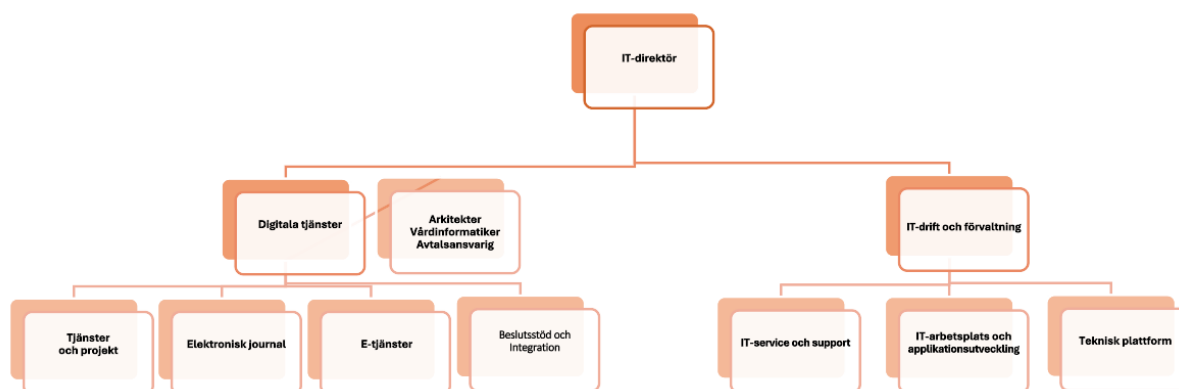 IT-direktör
Digitala tjänster
Arkitekter
Vårdinformatiker
Avtalsansvarig
IT-drift och förvaltning
Tjänster
och projekt
Elektronisk journal
E-tjänster
Beslutsstöd och
Integration
IT-service och support
IT-arbetsplats och
applikationsutveckling
Teknisk plattform